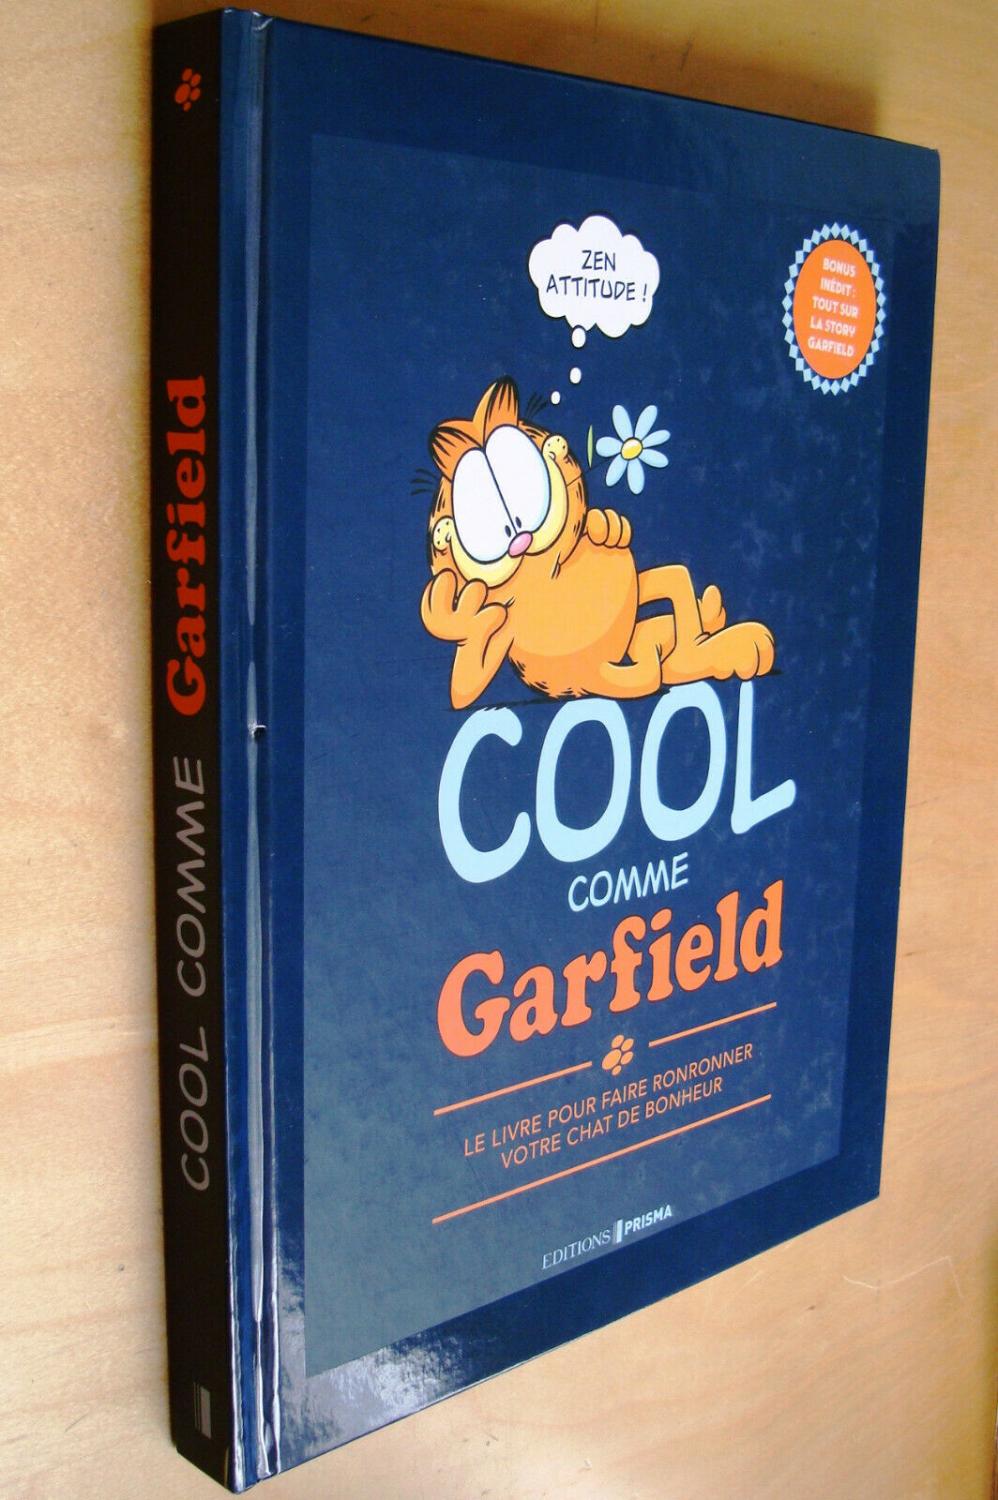 COOL COMME Garfield
ZEN
ATTITUDE !
BONUS
INÉDIT :
TOUT SUR
LA STORY
GARFIELD
COOL
COMME
Garfield
LE LIVRE POUR FAIRE RONRONNER
VOTRE CHAT DE BONHEUR
EDITIONS PRISMA